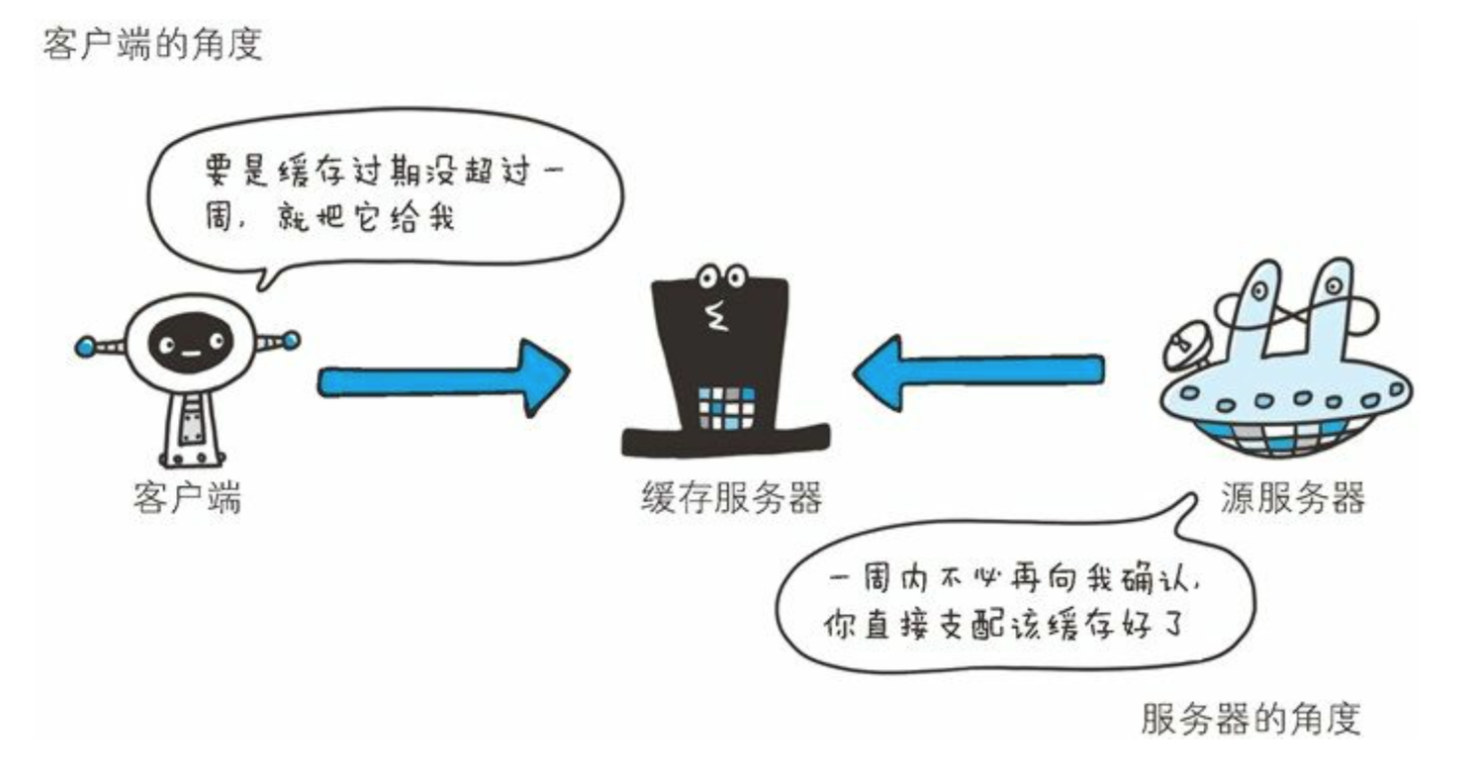 客户端的角度
要是缓存过期没超过一
周，就把它给我
客户端
缓存服务器
源服务器
一周内不必再向我确认，
你直接支配该缓存好了
服务器的角度